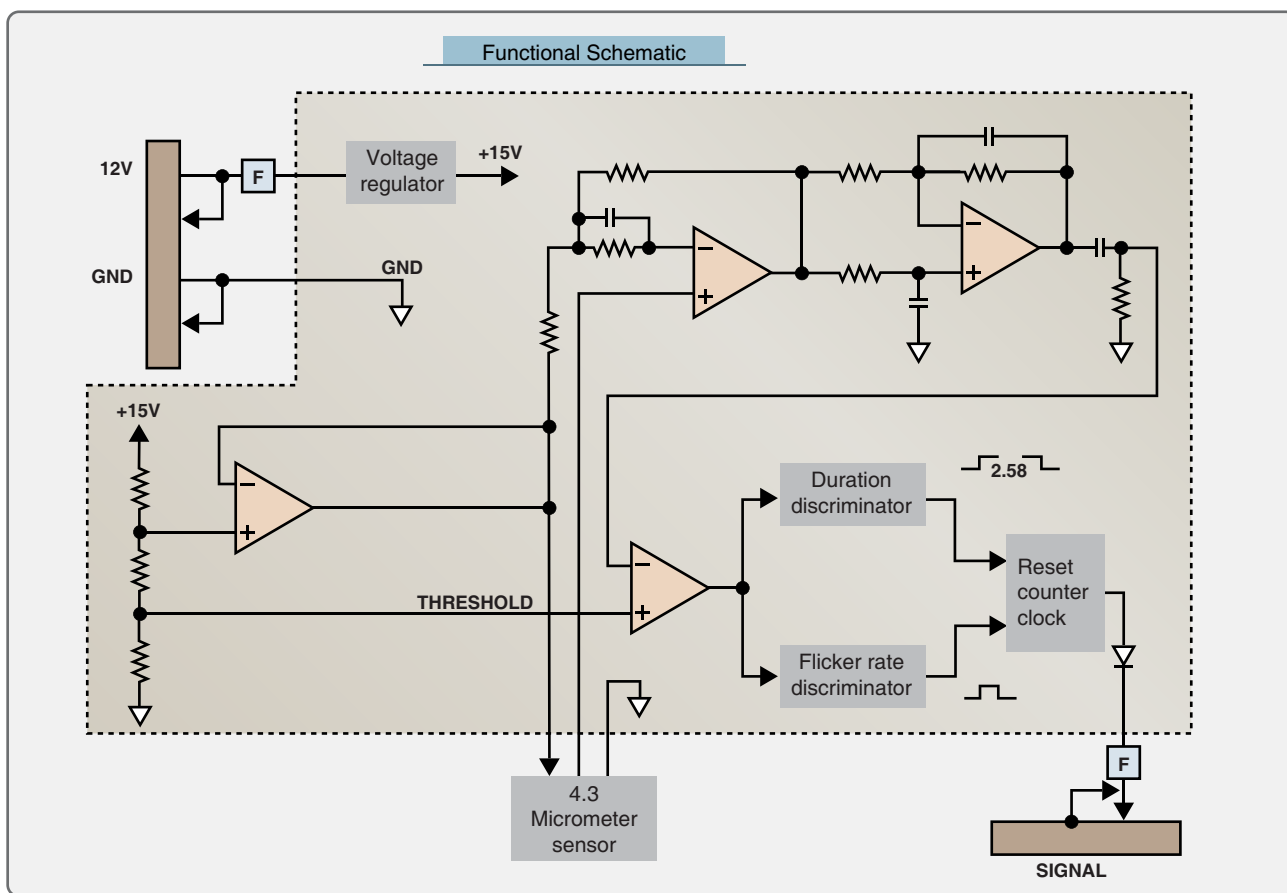 Functional Schematic
12V
F
Voltage
regulator
+15V
GND
GND
+15V
THRESHOLD
Duration
discriminator
2.58
Reset
counter
clock
Flicker rate
discriminator
4.3
Micrometer
sensor
F
SIGNAL